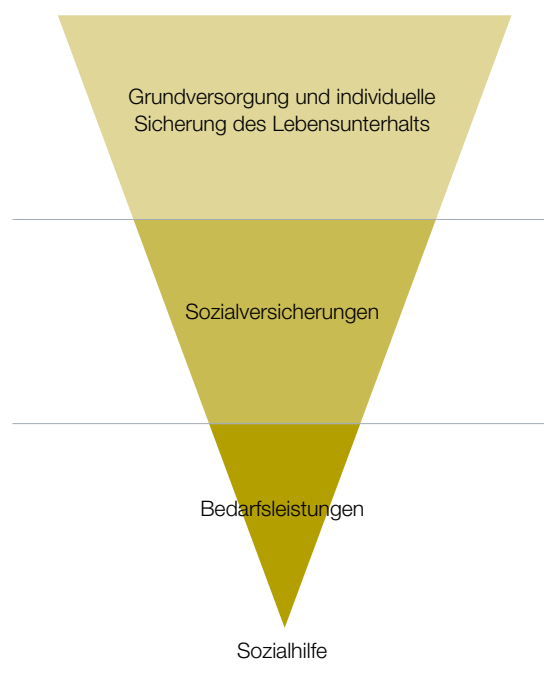 Grundversorgung und individuelle
Sicherung des Lebensunterhalts
Sozialversicherungen
Bedarfsleistungen
Sozialhilfe